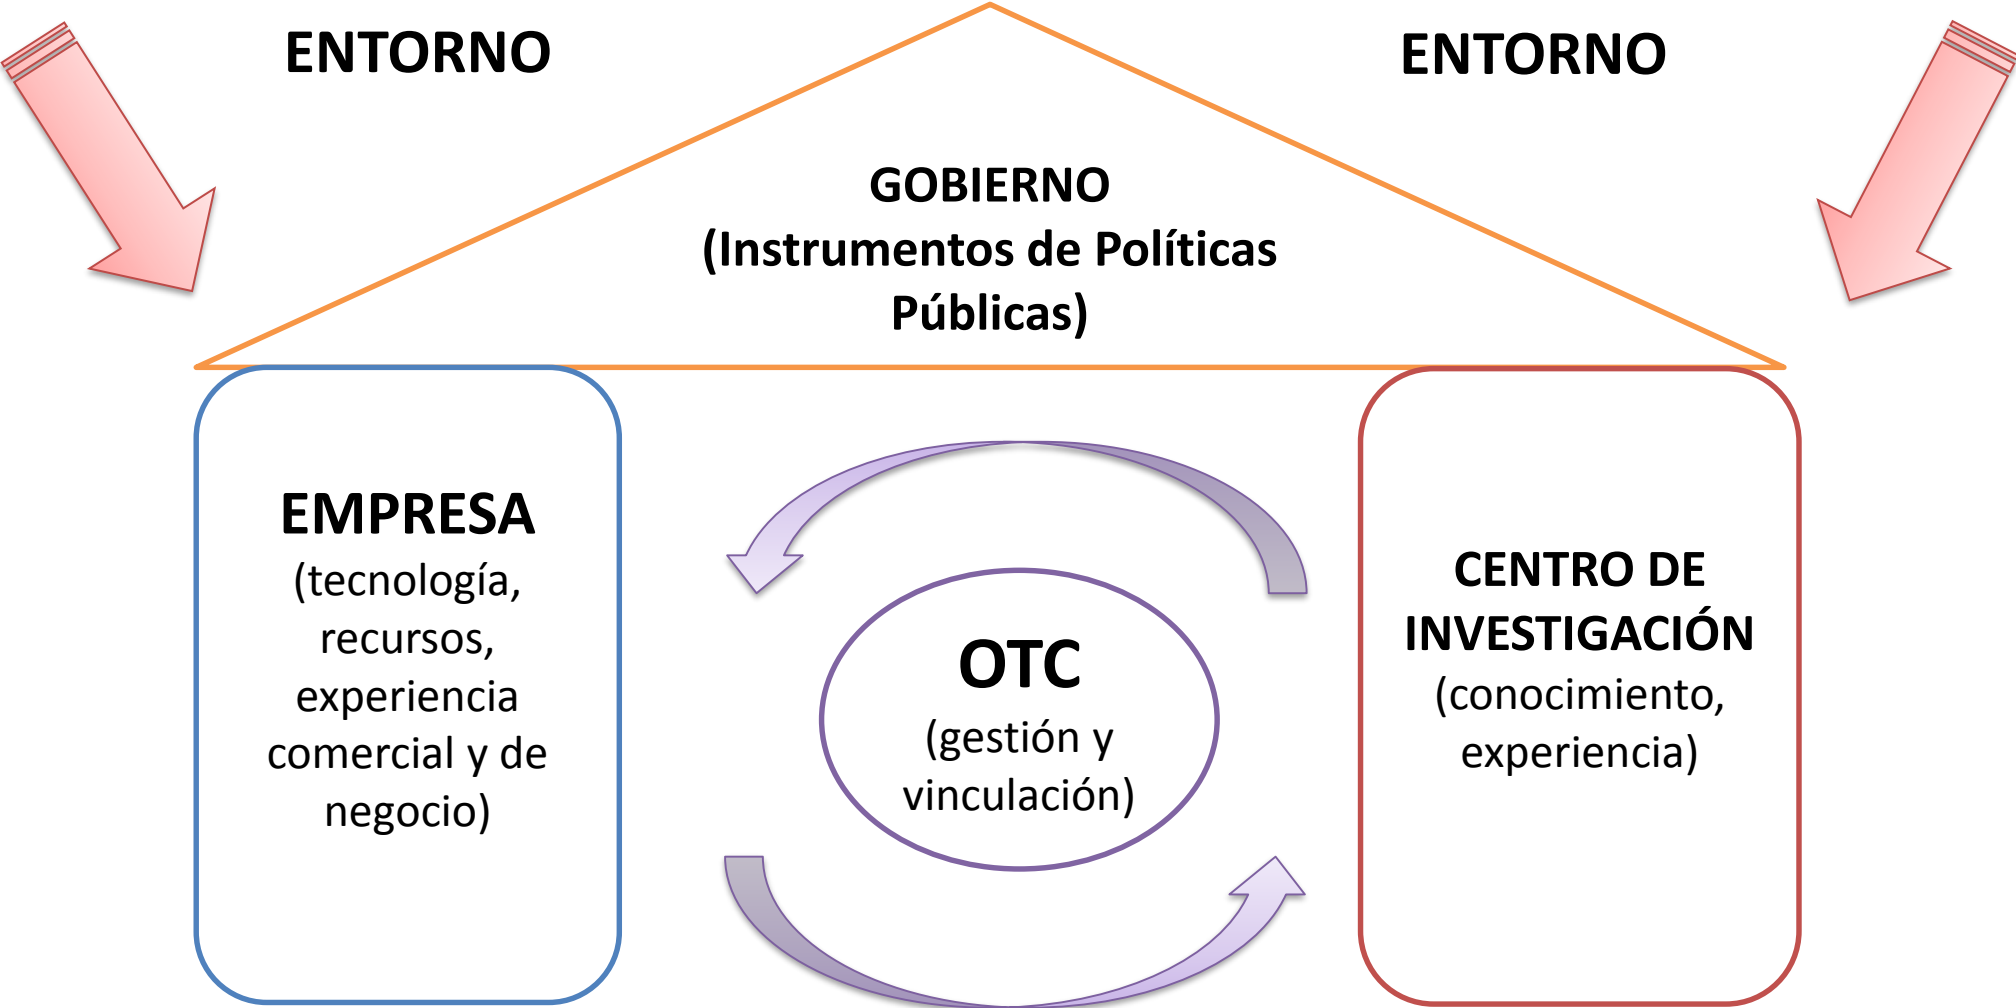 ENTORNO
ENTORNO
GOBIERNO
(Instrumentos de Políticas
Públicas)
EMPRESA
(tecnología,
recursos,
experiencia
comercial y de
negocio)
OTC
(gestión y
vinculación)
CENTRO DE
INVESTIGACIÓN
(conocimiento,
experiencia)